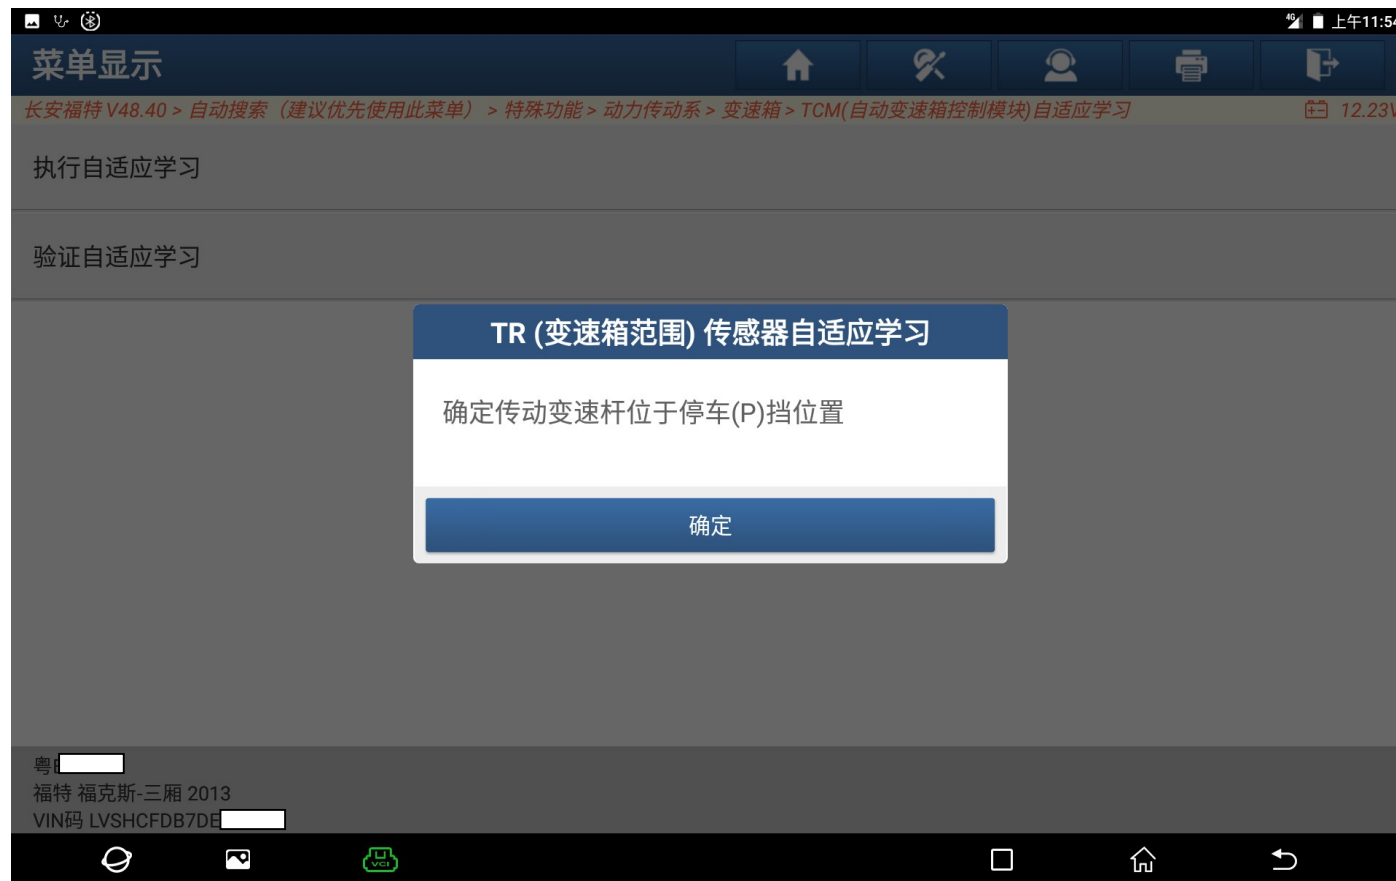 4G 上午11:54
菜单显示
长安福特 V48.40 > 自动搜索（建议优先使用此菜单） > 特殊功能 > 动力传动系 > 变速箱 > TCM(自动变速箱控制模块)自适应学习 12.23V
执行自适应学习
验证自适应学习
TR (变速箱范围) 传感器自适应学习
确定传动变速杆位于停车(P)挡位置
确定
粤
福特 福克斯-三厢 2013
VIN码 LVSHCFDB7DE
VCI